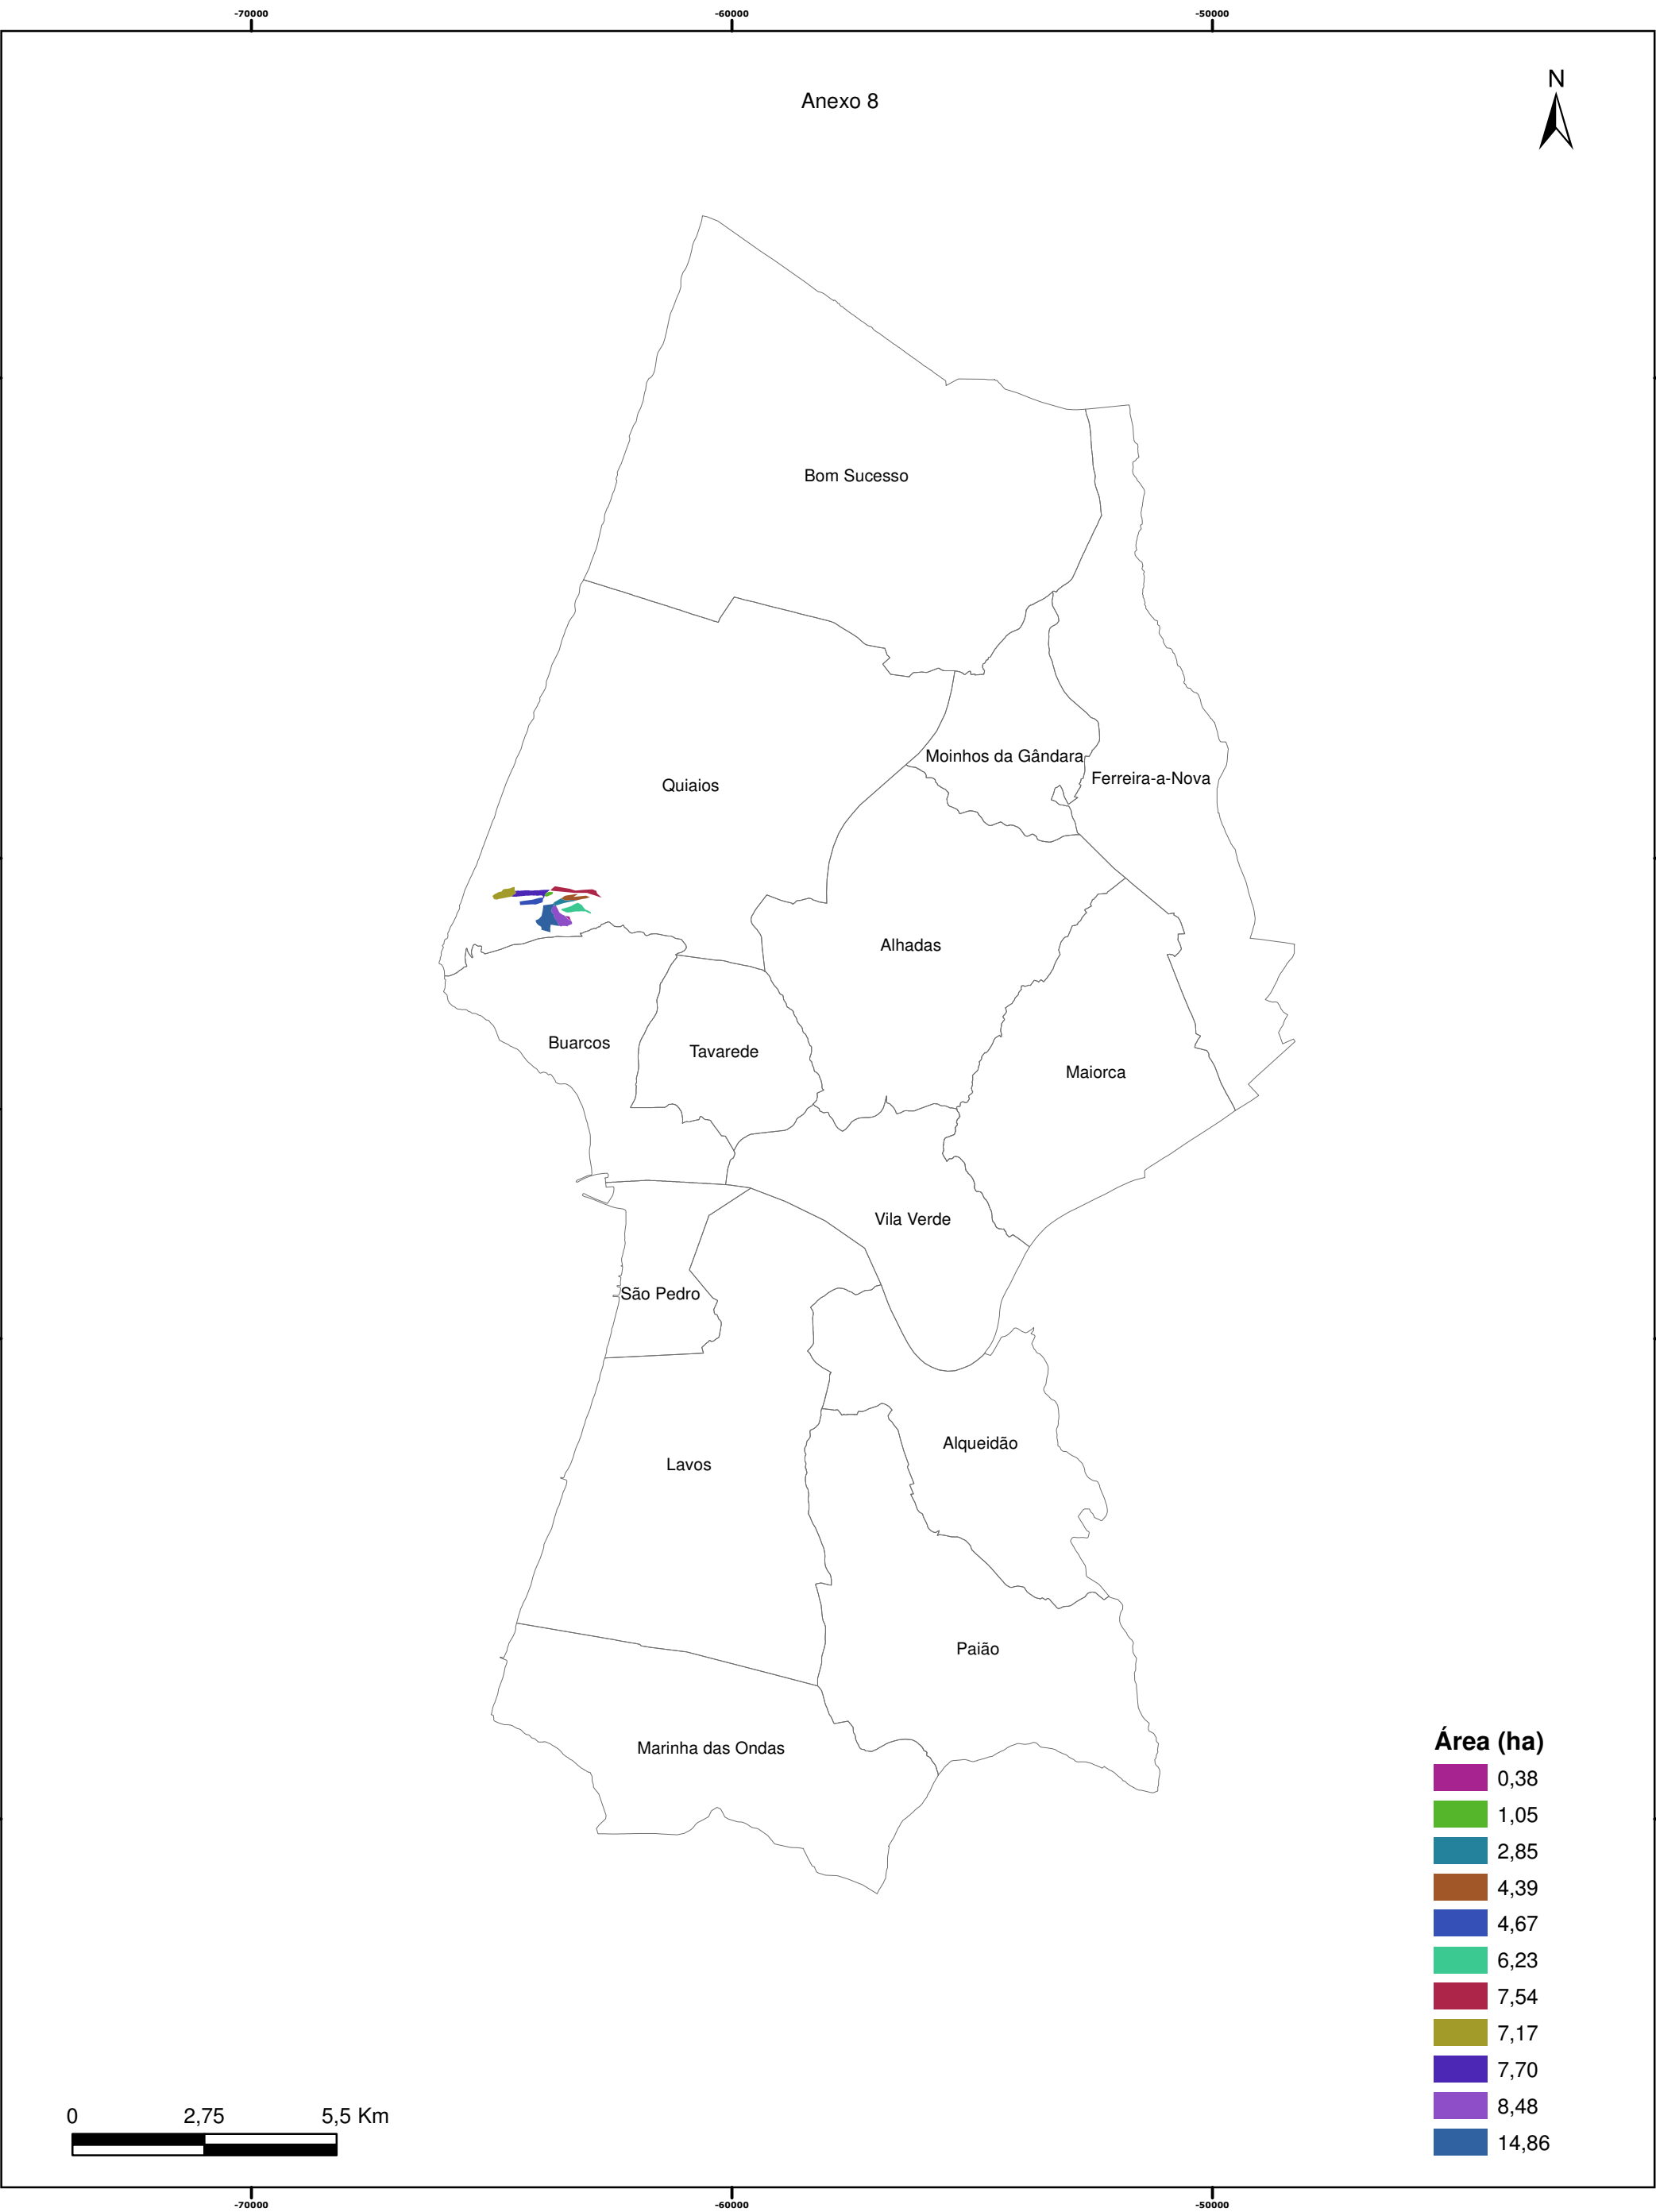 -70000 -60000 -50000
N
Anexo 8
Bom Sucesso
Moinhos da Gândara
Ferreira-a-Nova
Quiaios
Alhadas
Buarcos
Tavarede
Maiorca
Vila Verde
São Pedro
Alqueidão
Lavos
Paião
Marinha das Ondas
Área (ha)
0,38
1,05
2,85
4,39
4,67
6,23
7,54
7,17
7,70
8,48
14,86
0 2,75 5,5 Km
-70000 -60000 -50000